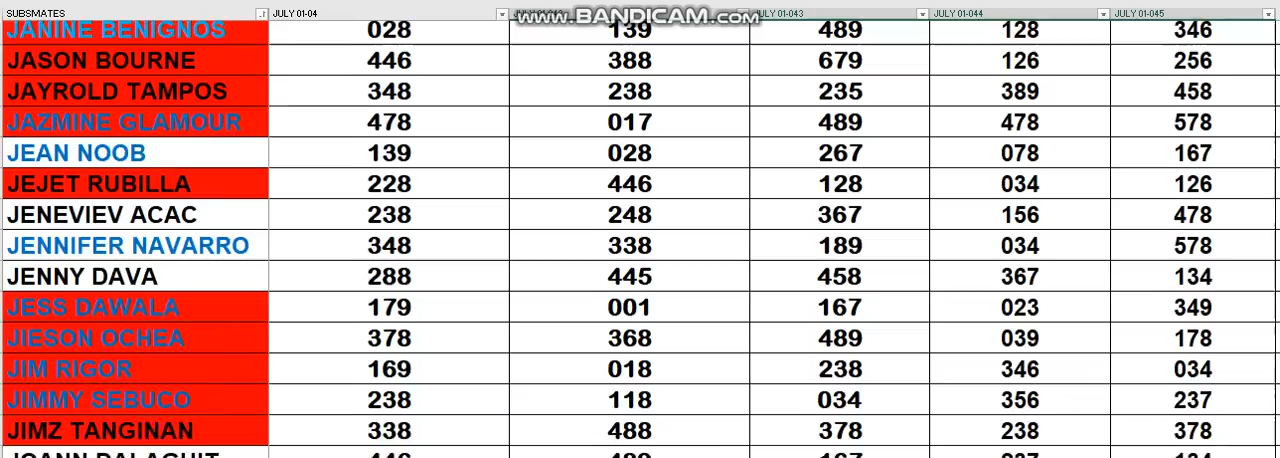 SUBSMATES JULY 01-04 WWW.BANDICAM.COM JULY 01-043 JULY 01-044 JULY 01-045
JANINE BENIGNOS 028 139 489 128 346
JASON BOURNE 446 388 679 126 256
JAYROLD TAMPOS 348 238 235 389 458
JAZMINE GLAMOUR 478 017 489 478 578
JEAN NOOB 139 028 267 078 167
JEJET RUBILLA 228 446 128 034 126
JENEVIEV ACAC 238 248 367 156 478
JENNIFER NAVARRO 348 338 189 034 578
JENNY DAVA 288 445 458 367 134
JESS DAWALA 179 001 167 023 349
JIESON OCHEA 378 368 489 039 178
JIM RIGOR 169 018 238 346 034
JIMMY SEBUCO 238 118 034 356 237
JIMZ TANGINAN 338 488 378 238 378